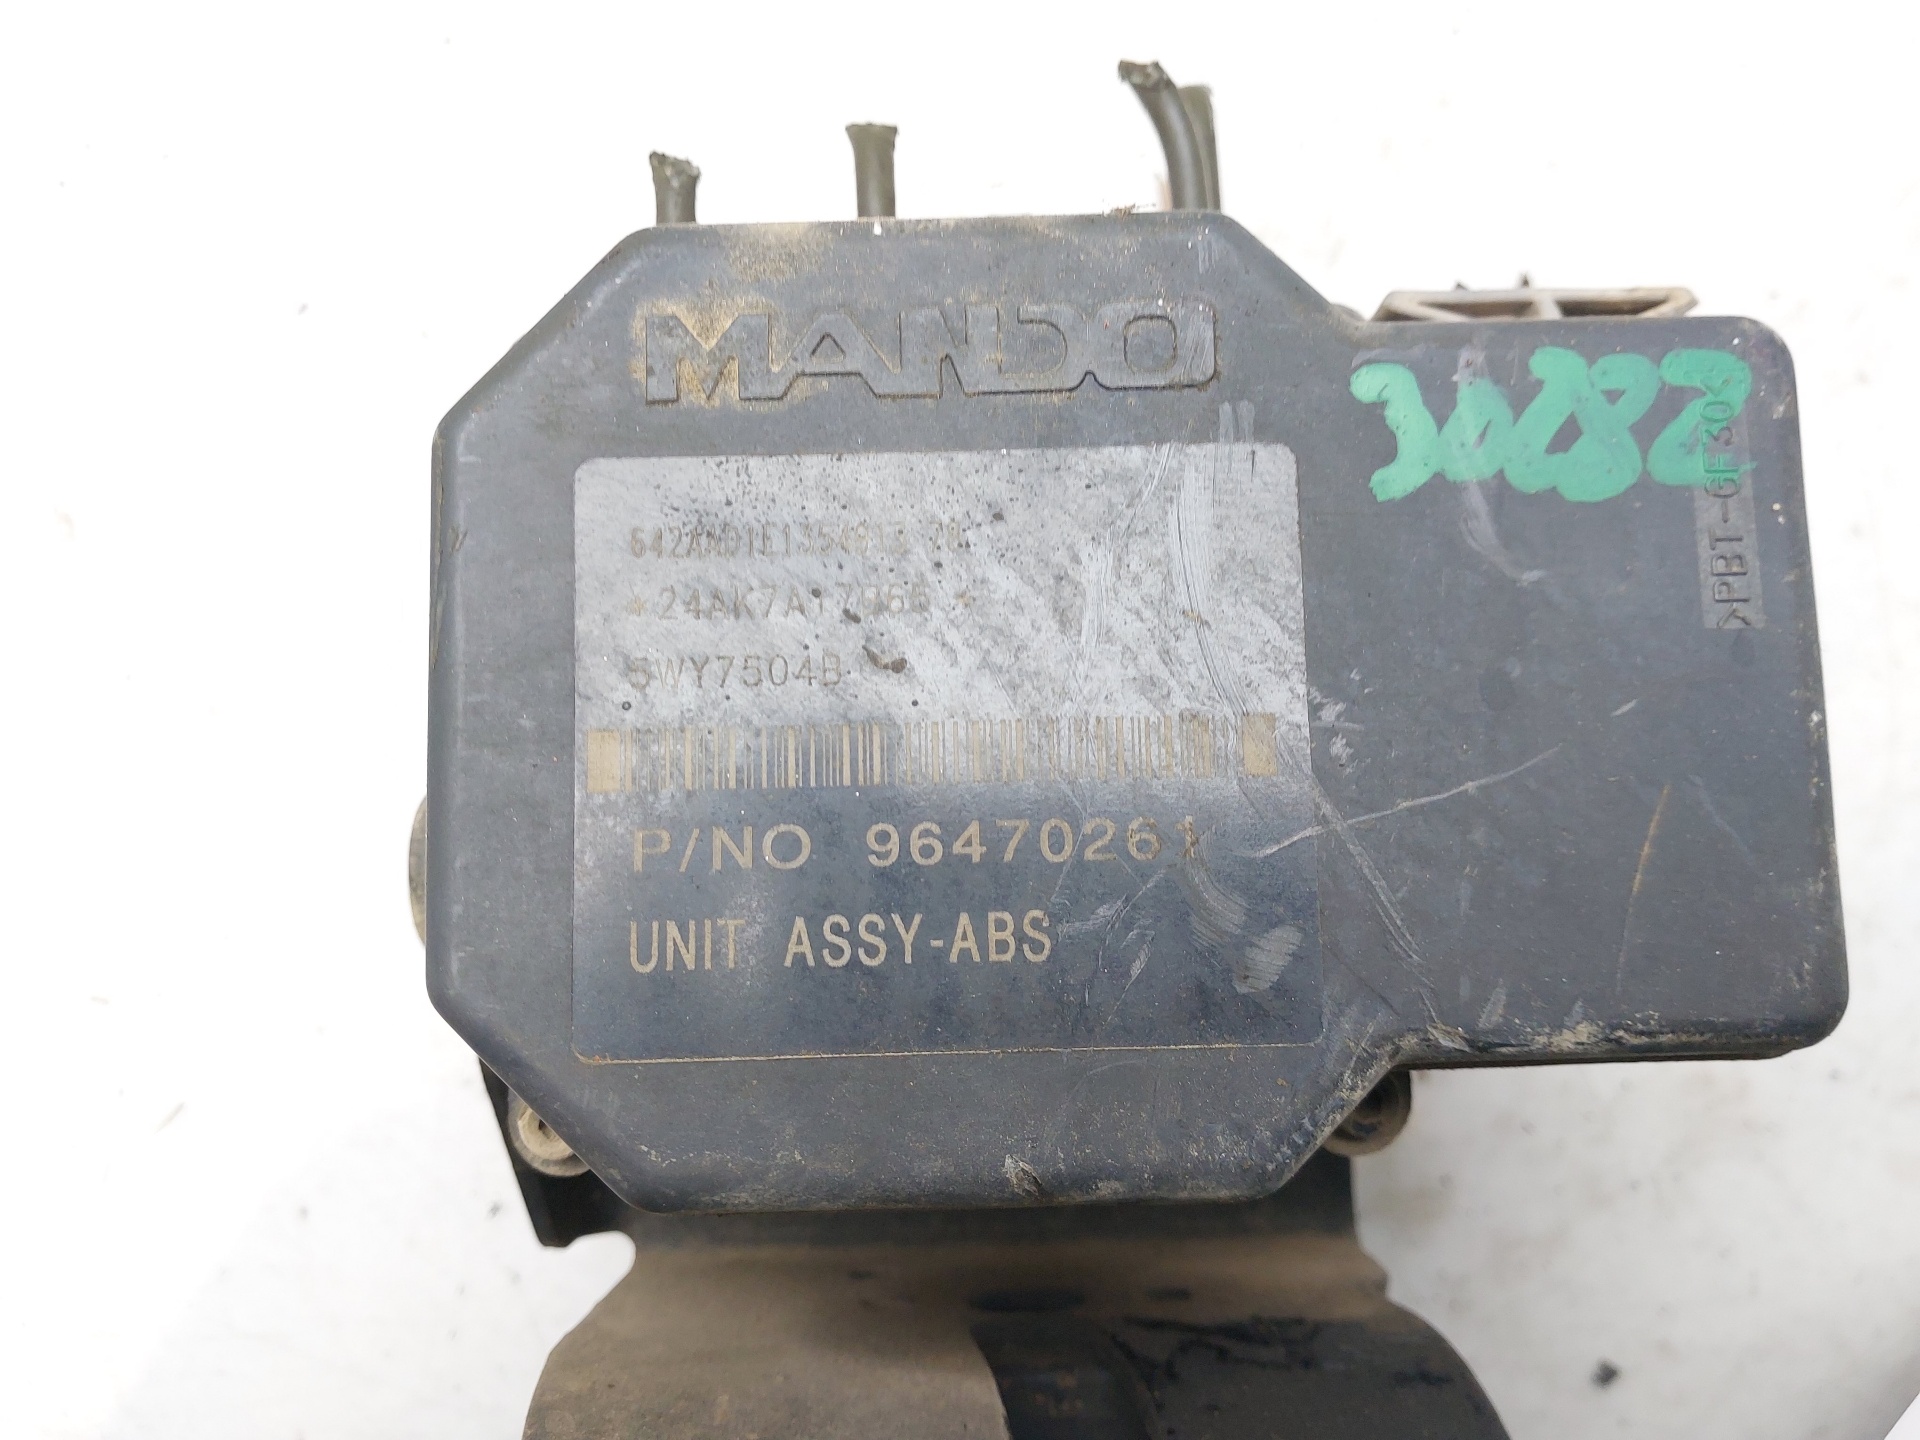 MANDO
30282
>PBT-GF30<
5WY7504B
P/NO 96470261
UNIT ASSY-ABS